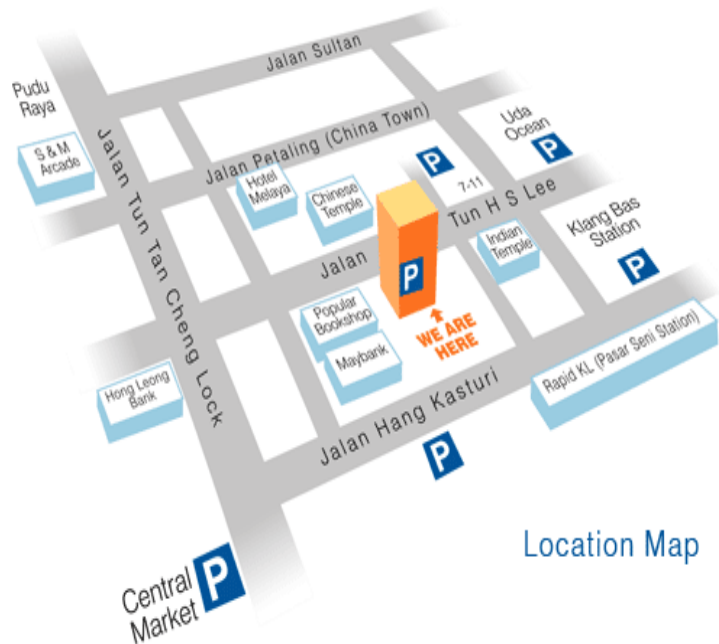 Jalan Sultan
Pudu
Raya
S & M
Arcade
Jalan Tun Tan Cheng Lock
Jalan Petaling (China Town)
Uda
Ocean
P
P
Hotel
Melaya
Chinese
Temple
7-11
Jalan Tun H S Lee
Indian
Temple
Klang Bas
Station
P
P
Popular
Bookshop
WE ARE
HERE
Maybank
Rapid KL (Pasar Seni Station)
Hong Leong
Bank
Jalan Hang Kasturi
P
Location Map
Central
Market
P